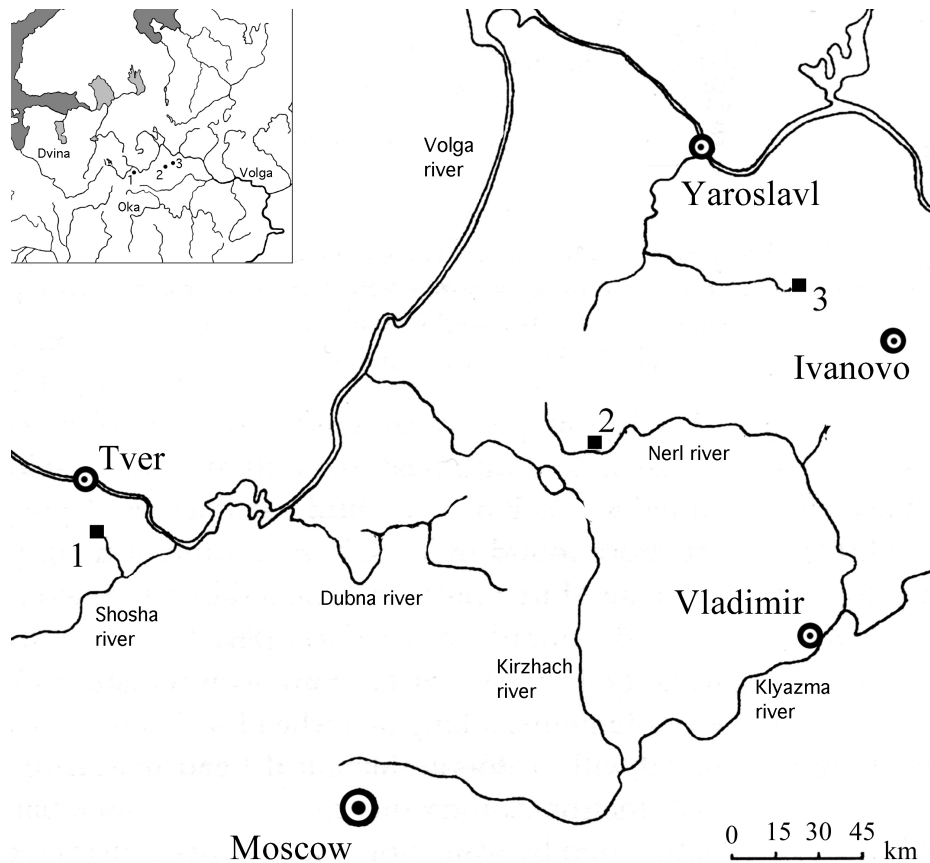 Dvina
Volga
1
2
3
Oka
Volga
river
Yaroslavl
3
Ivanovo
2
Nerl river
Tver
1
Shosha
river
Dubna river
Vladimir
Kirzhach
river
Klyazma
river
Moscow
0 15 30 45
km